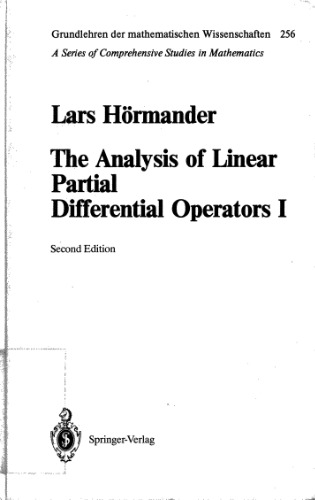 Grundlehren der mathematischen Wissenschaften 256
A Series of Comprehensive Studies in Mathematics
Lars Hörmander
The Analysis of Linear
Partial
Differential Operators I
Second Edition
Springer-Verlag